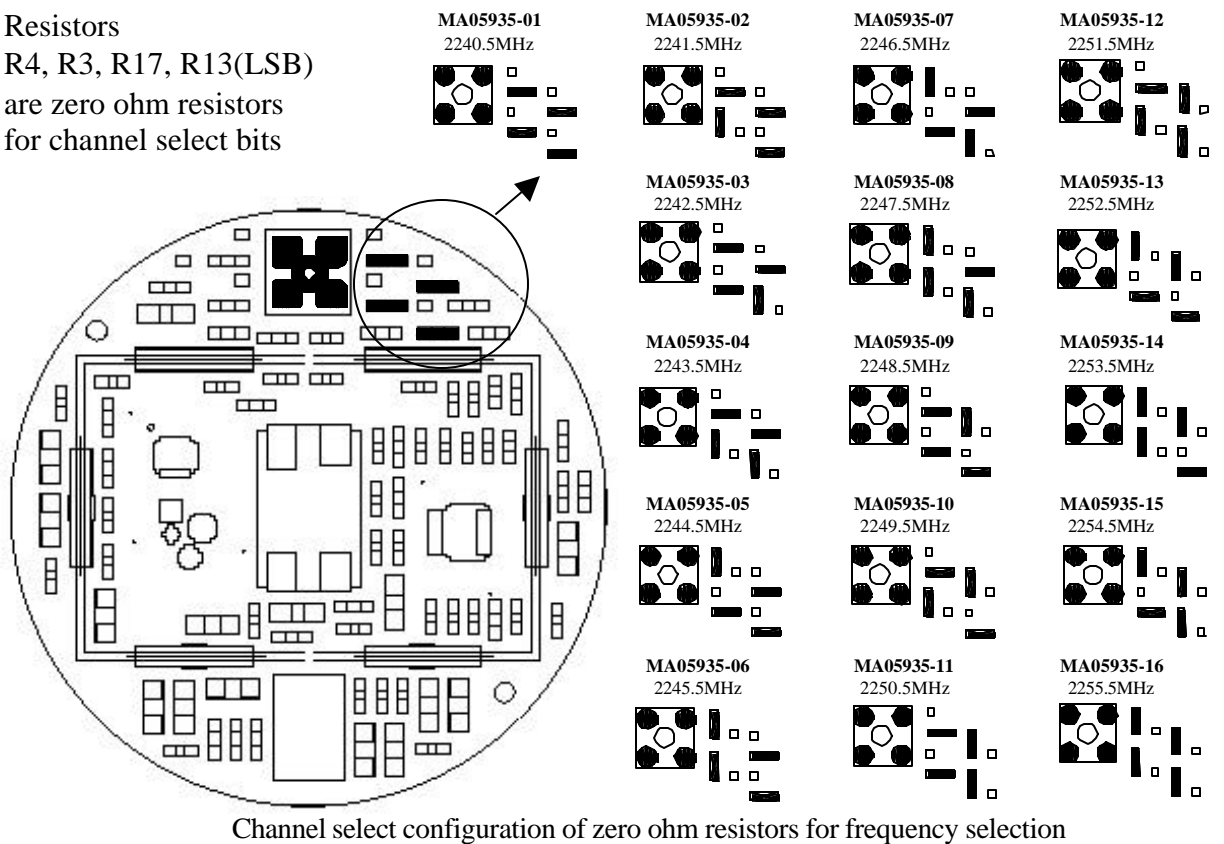 Resistors
R4, R3, R17, R13(LSB)
are zero ohm resistors
for channel select bits
MA05935-01
2240.5MHz
MA05935-02
2241.5MHz
MA05935-07
2246.5MHz
MA05935-12
2251.5MHz
MA05935-03
2242.5MHz
MA05935-08
2247.5MHz
MA05935-13
2252.5MHz
MA05935-04
2243.5MHz
MA05935-09
2248.5MHz
MA05935-14
2253.5MHz
MA05935-05
2244.5MHz
MA05935-10
2249.5MHz
MA05935-15
2254.5MHz
MA05935-06
2245.5MHz
MA05935-11
2250.5MHz
MA05935-16
2255.5MHz
Channel select configuration of zero ohm resistors for frequency selection